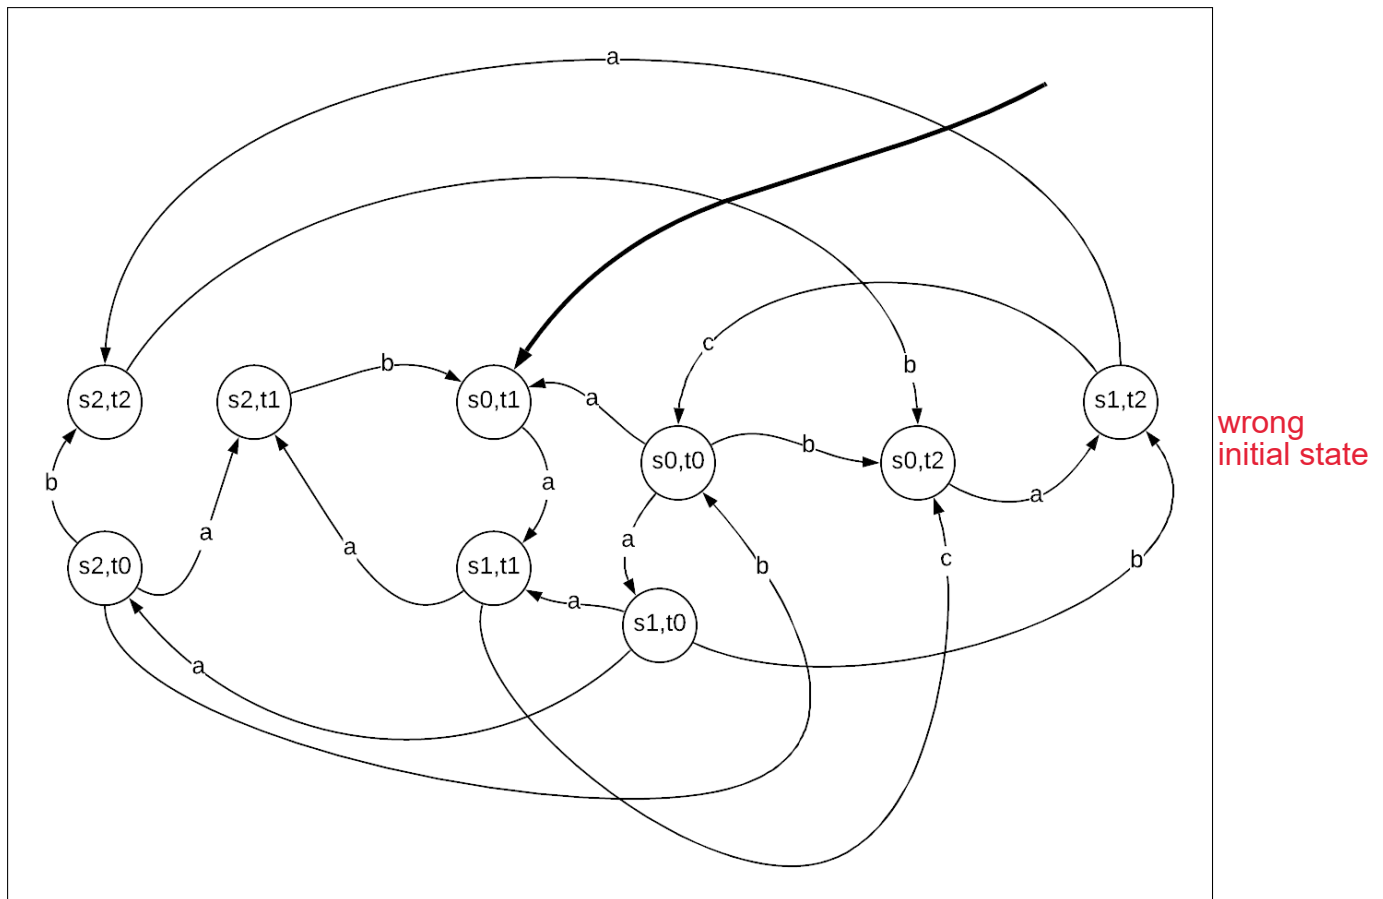 a
c
b
s2,t2
s2,t1
b
s0,t1
a
s0,t0
b
s0,t2
s1,t2
wrong
initial state
b
a
a
a
a
s2,t0
a
s1,t1
a
b
c
b
s1,t0
a